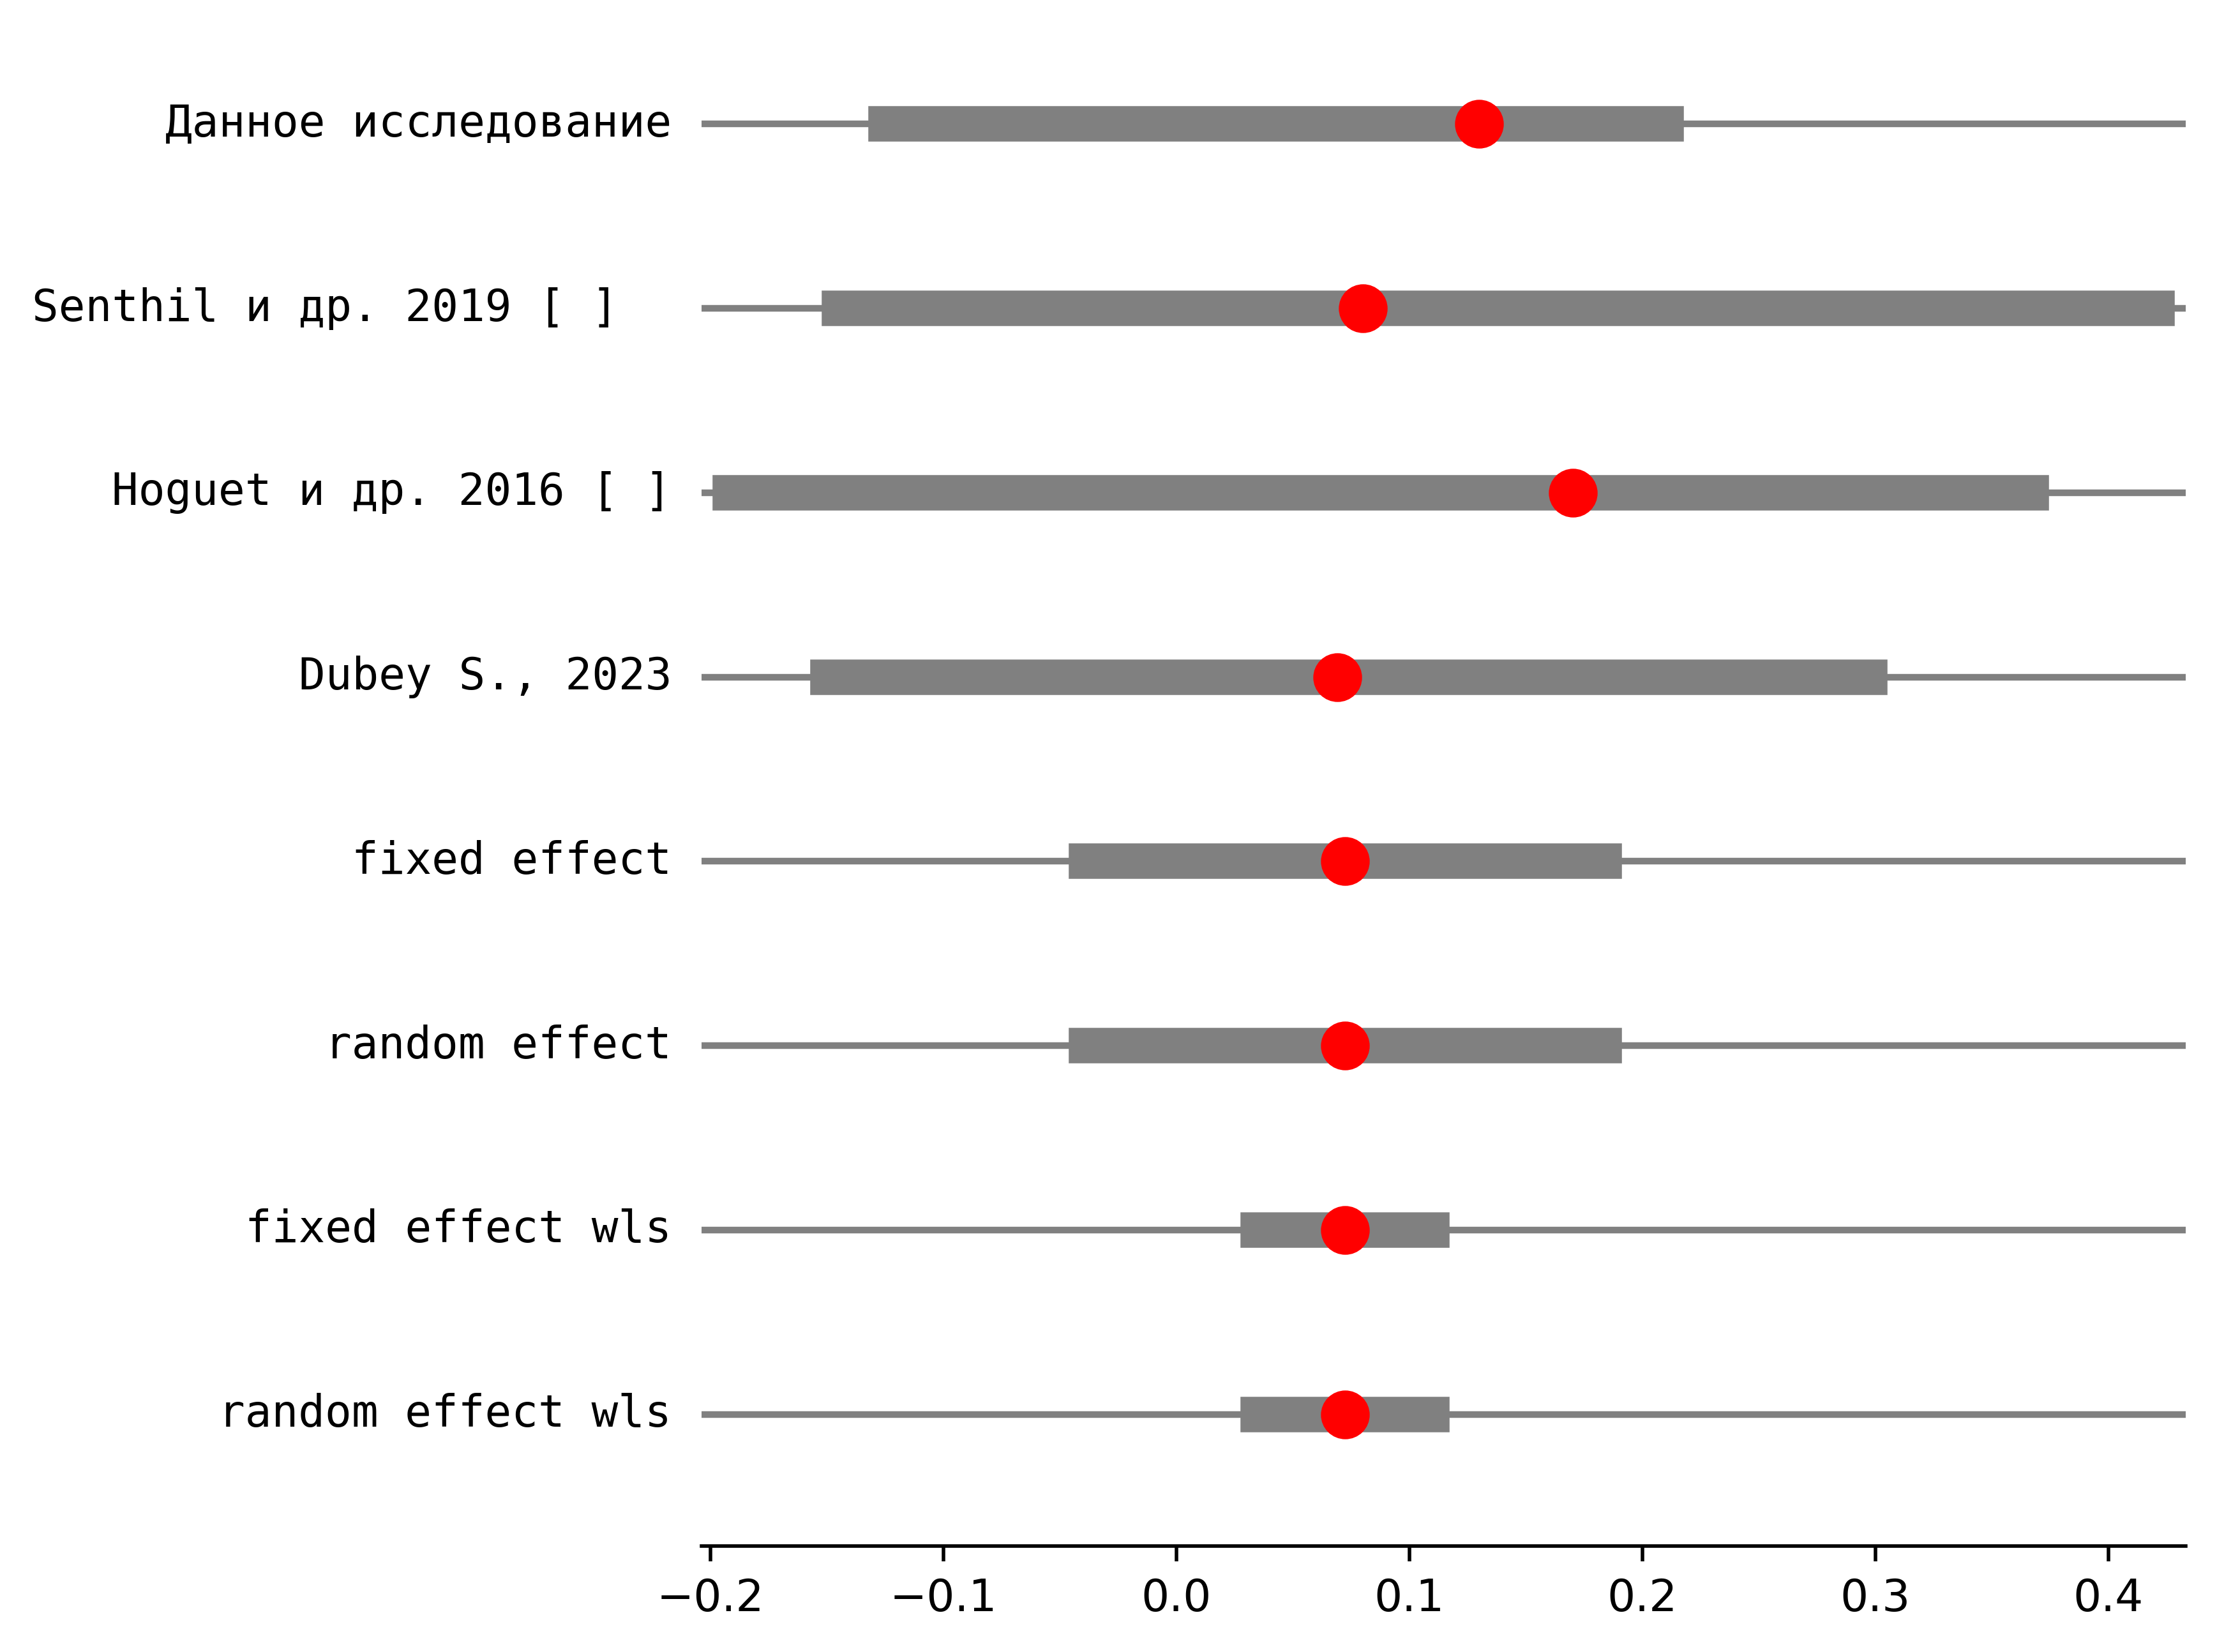 Данное исследование
Senthil и др. 2019 [ ]
Hoguet и др. 2016 [ ]
Dubey S., 2023
fixed effect
random effect
fixed effect wls
random effect wls
−0.2 −0.1 0.0 0.1 0.2 0.3 0.4